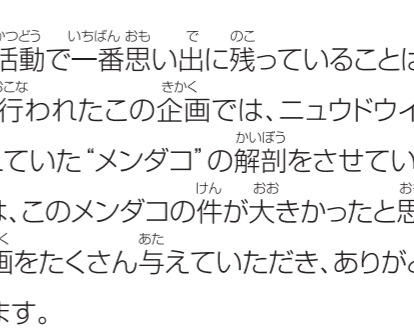 活動で一番思い出に残っていることは
行われたこの企画では、ニュウドウイ
えていた“メンダコ”の解剖をさせてい
は、このメンダコの件が大きかったと思
画をたくさん与えていただき、ありがと
ます。